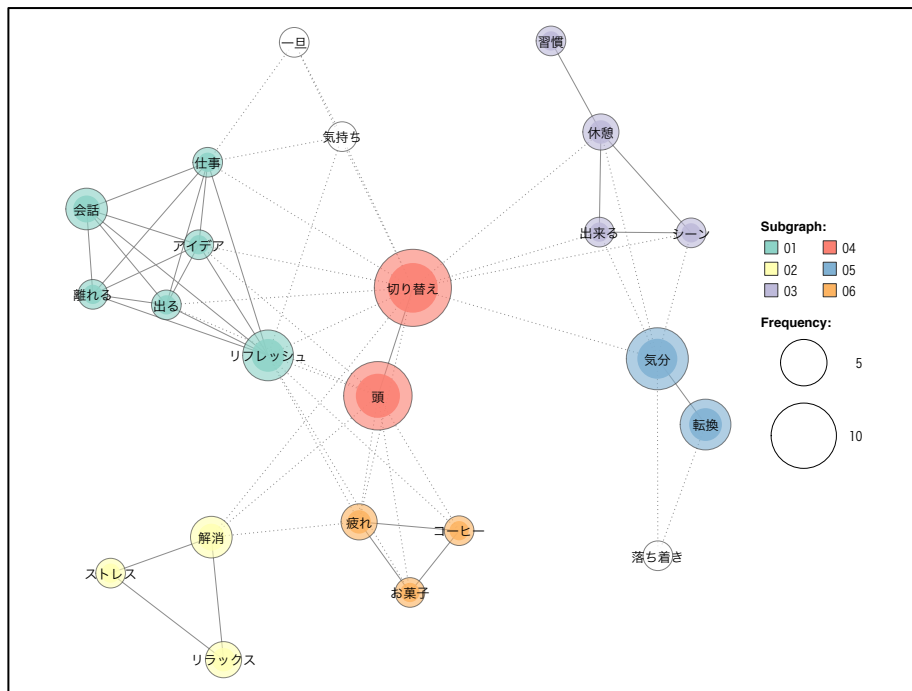 一旦
習慣
気持ち
休憩
仕事
会話
アイデア
出来る
シーン
離れる
出る
切り替え
リフレッシュ
頭
気分
転換
疲れ
コーヒー
解消
お菓子
落ち着き
ストレス
リラックス
Subgraph:
01 04
02 05
03 06
Frequency:
5
10